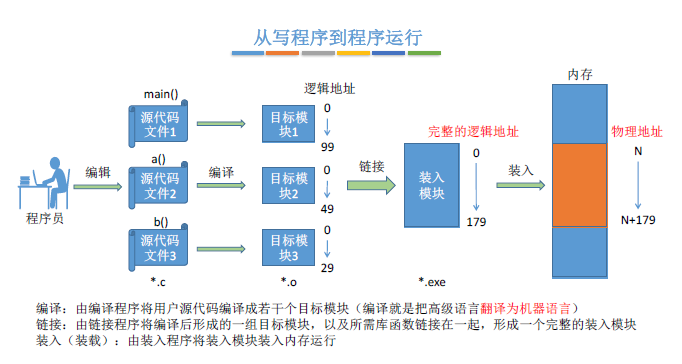 从写程序到程序运行
内存
main()
逻辑地址
源代码
文件1
目标模
块1
0
99
完整的逻辑地址
物理地址
a()
编辑
源代码
文件2
编译
目标模
块2
0
49
链接
装入
模块
0
179
装入
N
N+179
程序员
b()
源代码
文件3
目标模
块3
0
29
*.c
*.o
*.exe
编译：由编译程序将用户源代码编译成若干个目标模块（编译就是把高级语言翻译为机器语言）
链接：由链接程序将编译后形成的一组目标模块，以及所需库函数链接在一起，形成一个完整的装入模块
装入（装载）：由装入程序将装入模块装入内存运行